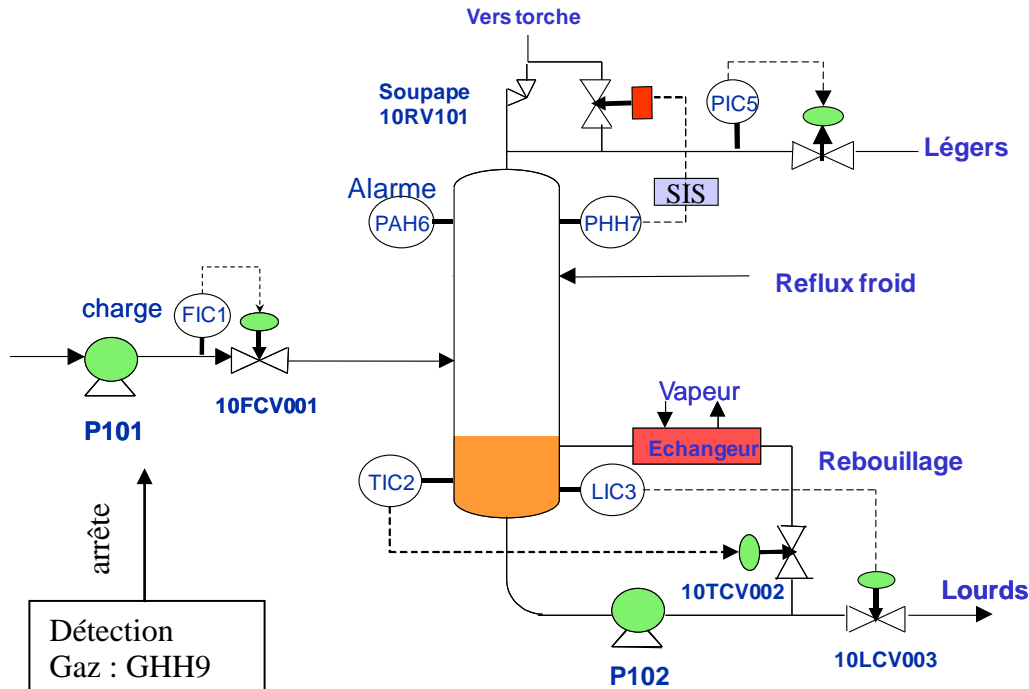 Vers torche
Soupape
10RV101
PIC5
Légers
SIS
Alarme
PAH6
PHH7
Reflux froid
charge
FIC1
10FCV001
P101
Vapeur
Echangeur
Rebouillage
TIC2
LIC3
arrête
10TCV002
Lourds
Détection
Gaz : GHH9
P102
10LCV003